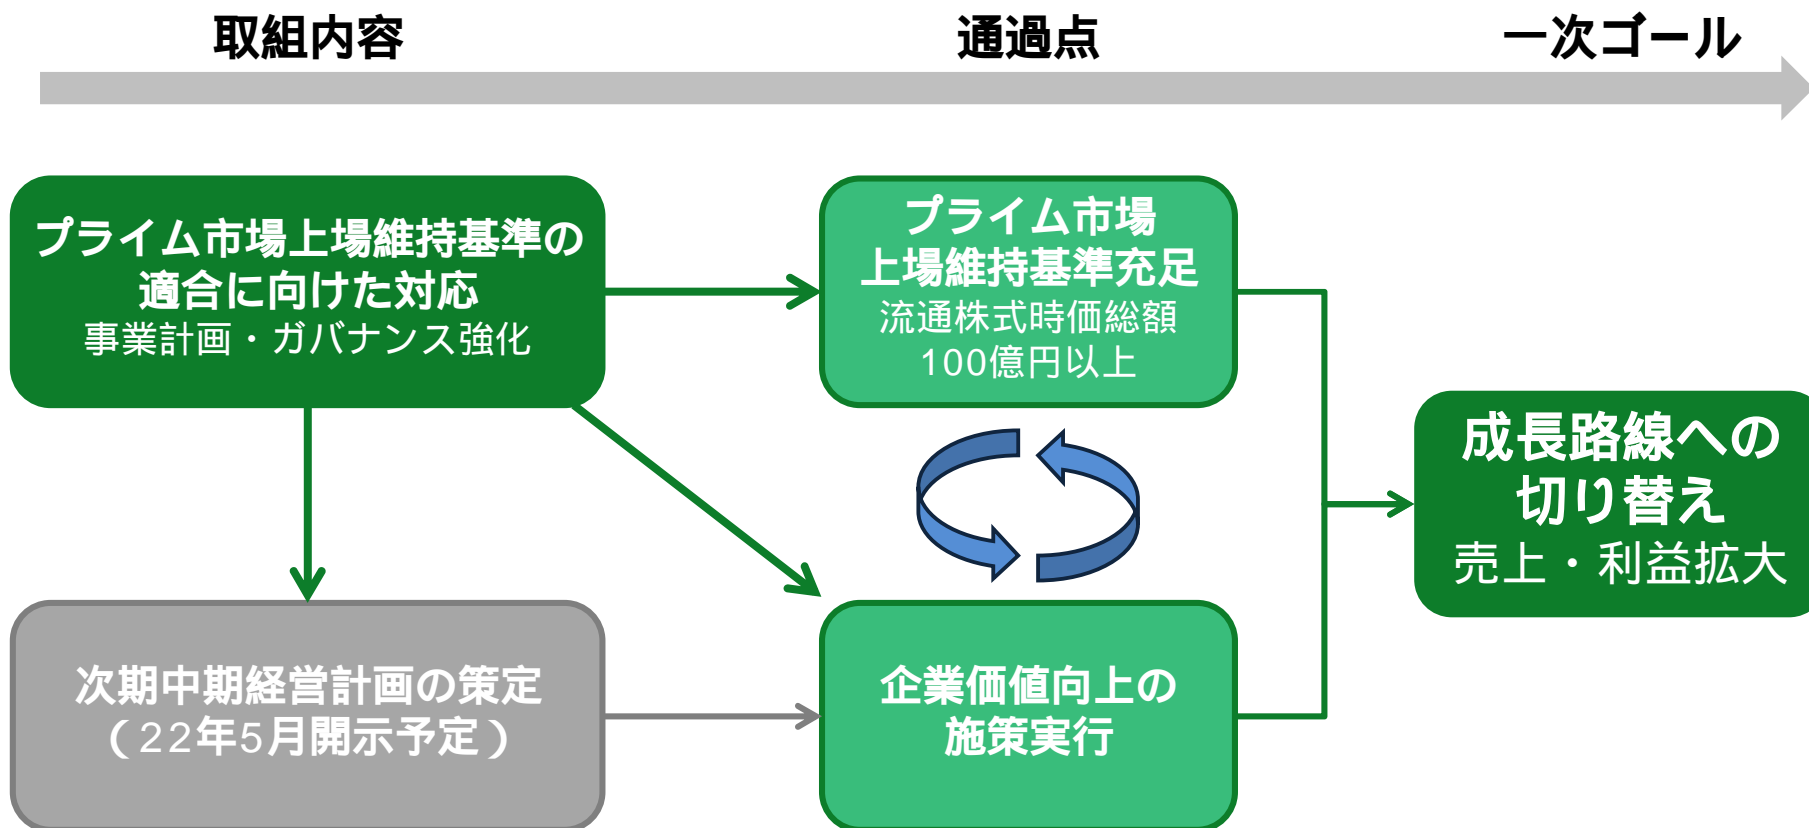 取組内容
通過点
一次ゴール
プライム市場上場維持基準の
適合に向けた対応
事業計画・ガバナンス強化
プライム市場
上場維持基準充足
流通株式時価総額
100億円以上
成長路線への
切り替え
売上・利益拡大
次期中期経営計画の策定
（22年5月開示予定）
企業価値向上の
施策実行